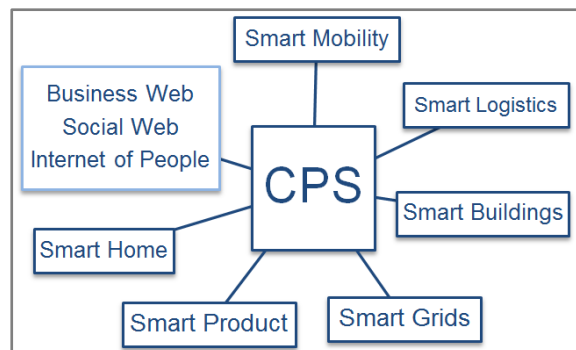 Smart Mobility
Business Web
Social Web
Internet of People
Smart Logistics
CPS
Smart Buildings
Smart Home
Smart Product
Smart Grids